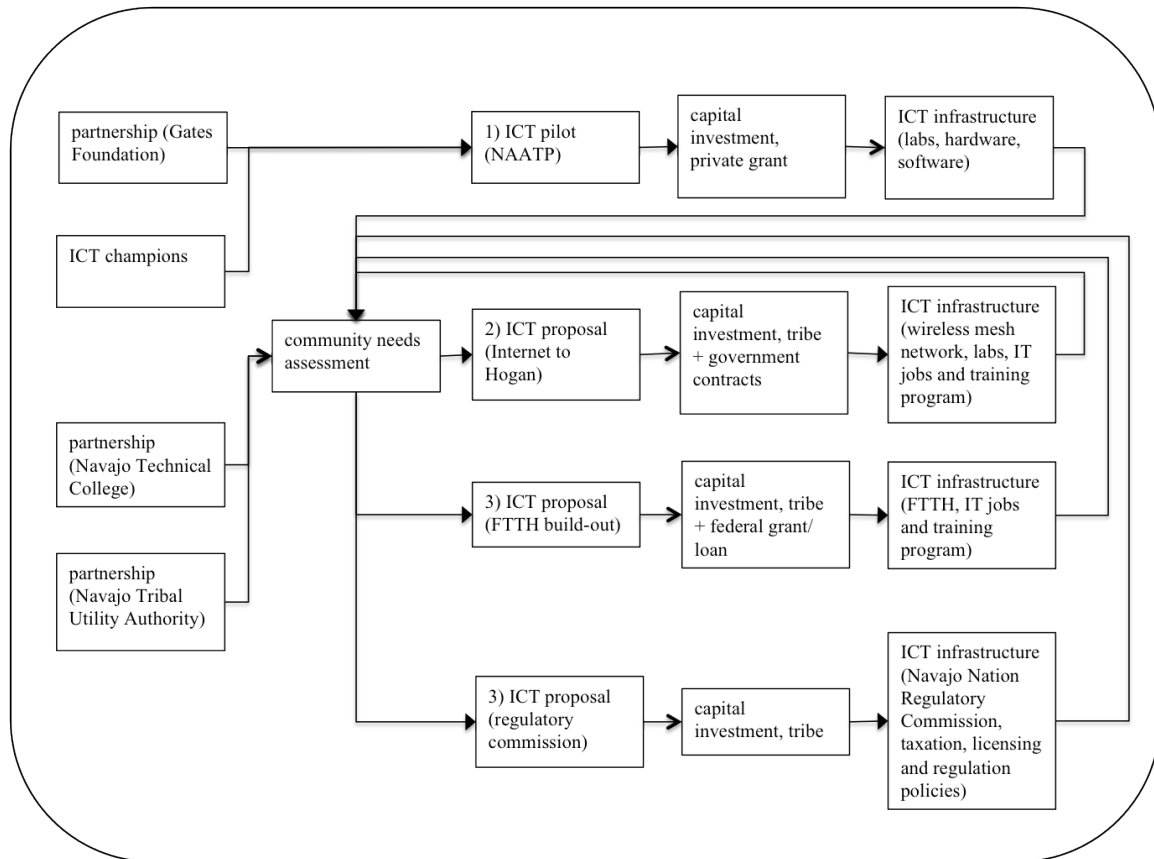 partnership (Gates
Foundation)
1) ICT pilot
(NAATP)
capital
investment,
private grant
ICT infrastructure
(labs, hardware,
software)
ICT champions
community needs
assessment
2) ICT proposal
(Internet to
Hogan)
capital
investment, tribe
+ government
contracts
ICT infrastructure
(wireless mesh
network, labs, IT
jobs and training
program)
partnership
(Navajo Technical
College)
3) ICT proposal
(FTTH build-out)
capital
investment, tribe
+ federal grant/
loan
ICT infrastructure
(FTTH, IT jobs
and training
program)
partnership
(Navajo Tribal
Utility Authority)
3) ICT proposal
(regulatory
commission)
capital
investment, tribe
ICT infrastructure
(Navajo Nation
Regulatory
Commission,
taxation, licensing
and regulation
policies)